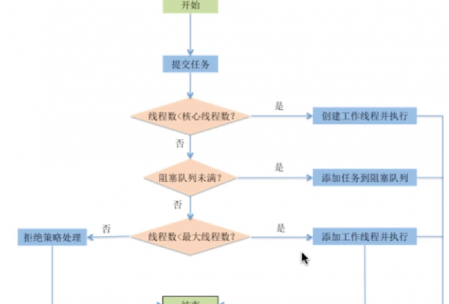 开始
提交任务
线程数<核心线程数？
是
创建工作线程并执行
否
阻塞队列未满？
是
添加任务到阻塞队列
否
拒绝策略处理
否
线程数<最大线程数？
是
添加工作线程并执行